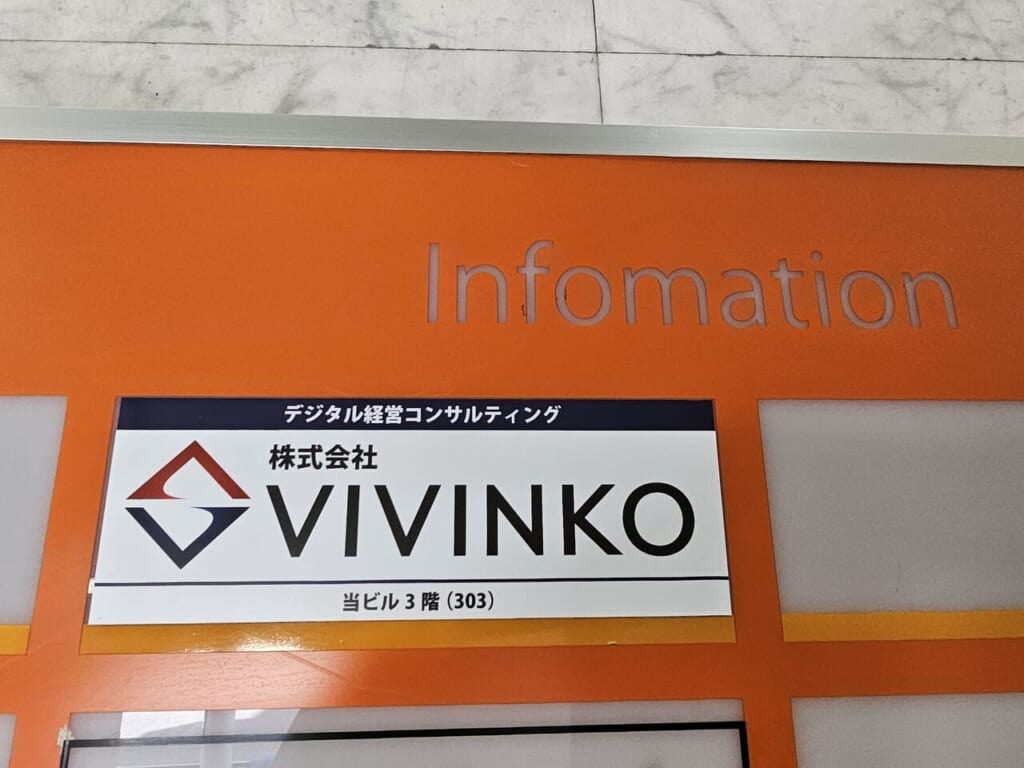 Infomation
デジタル経営コンサルティング
株式会社
VIVINKO
当ビル 3 階 (303)